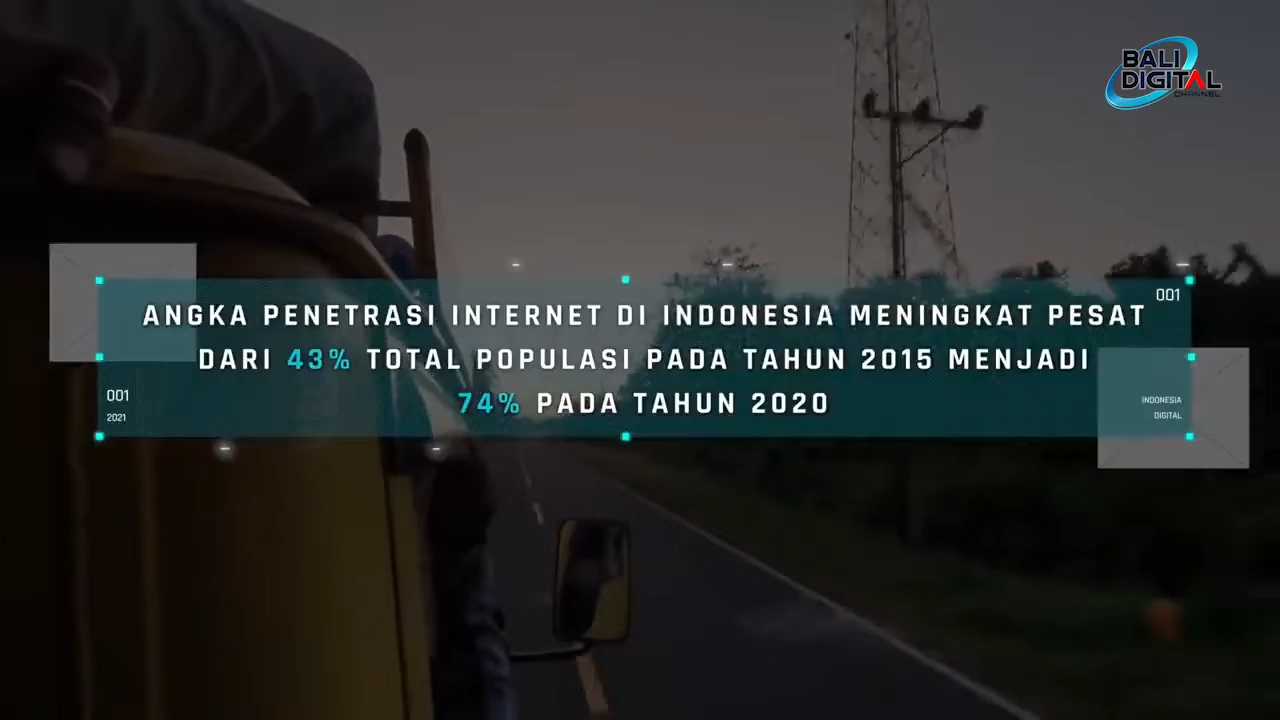 BALI
DIGITAL
CHANNEL
001
ANGKA PENETRASI INTERNET DI INDONESIA MENINGKAT PESAT
DARI 43% TOTAL POPULASI PADA TAHUN 2015 MENJADI
74% PADA TAHUN 2020
001
2021
INDONESIA
DIGITAL